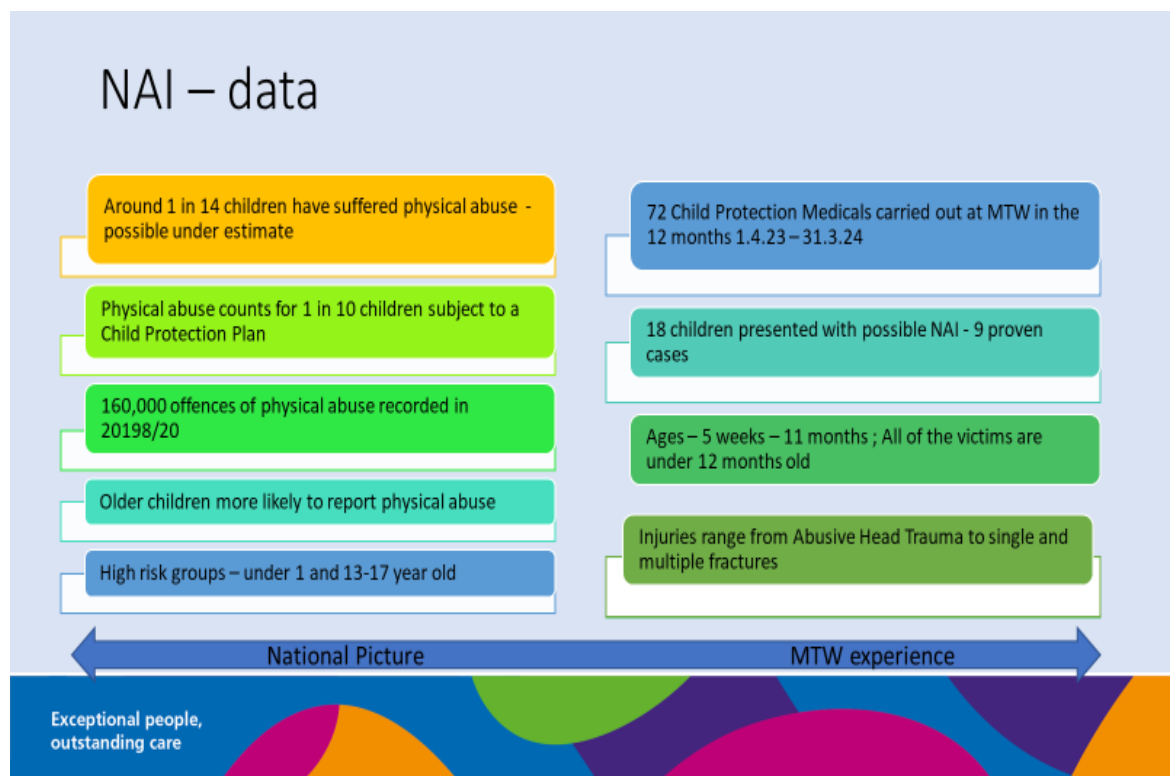 NAI – data
Around 1 in 14 children have suffered physical abuse -
possible under estimate
Physical abuse counts for 1 in 10 children subject to a
Child Protection Plan
160,000 offences of physical abuse recorded in
20198/20
Older children more likely to report physical abuse
High risk groups – under 1 and 13-17 year old
72 Child Protection Medicals carried out at MTW in the
12 months 1.4.23 – 31.3.24
18 children presented with possible NAI - 9 proven
cases
Ages – 5 weeks – 11 months ; All of the victims are
under 12 months old
Injuries range from Abusive Head Trauma to single and
multiple fractures
National Picture
MTW experience
Exceptional people,
outstanding care